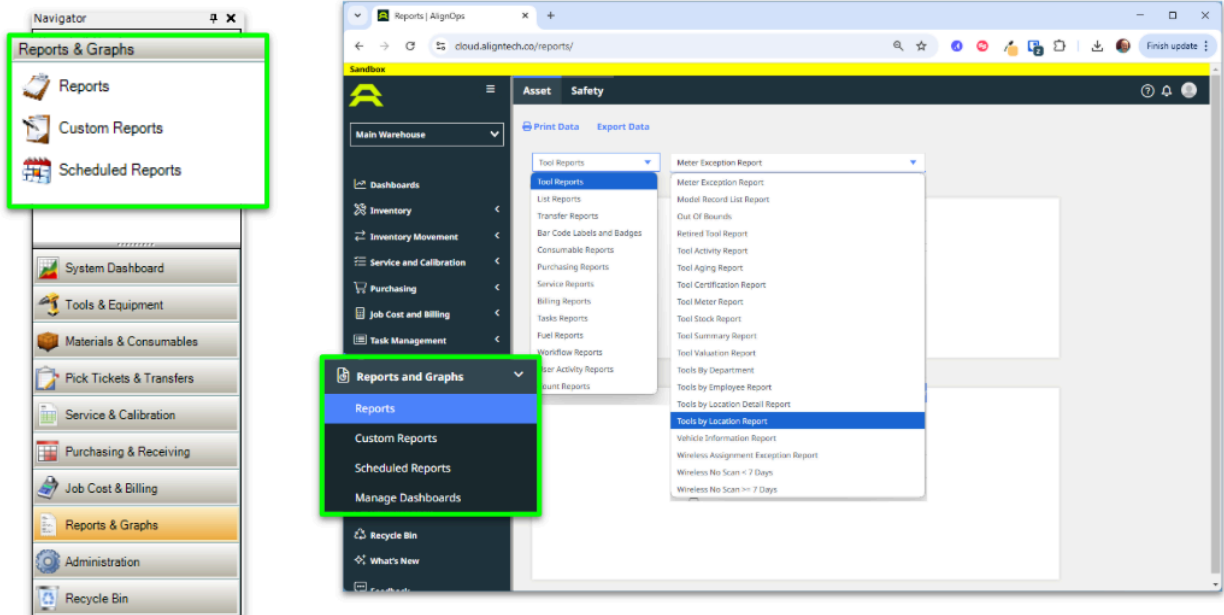 Navigator
Reports & Graphs
Reports
Custom Reports
Scheduled Reports
System Dashboard
Tools & Equipment
Materials & Consumables
Pick Tickets & Transfers
Service & Calibration
Purchasing & Receiving
Job Cost & Billing
Reports & Graphs
Administration
Recycle Bin
Reports | AlignOps
cloud.aligntech.co/reports/
Finish update
Sandbox
Asset Safety
Main Warehouse
Print Data Export Data
Dashboards
Inventory
Inventory Movement
Service and Calibration
Purchasing
Job Cost and Billing
Task Management
Reports and Graphs
Reports
Custom Reports
Scheduled Reports
Manage Dashboards
Recycle Bin
What's New
Feedback
Tool Reports
Tool Reports
List Reports
Transfer Reports
Bar Code Labels and Badges
Consumable Reports
Purchasing Reports
Service Reports
Billing Reports
Tasks Reports
Fuel Reports
Workflow Reports
User Activity Reports
Reports
Meter Exception Report
Meter Exception Report
Model Record List Report
Out Of Bounds
Retired Tool Report
Tool Activity Report
Tool Aging Report
Tool Certification Report
Tool Meter Report
Tool Stock Report
Tool Summary Report
Tool Valuation Report
Tools By Department
Tools by Employee Report
Tools by Location Detail Report
Tools by Location Report
Vehicle Information Report
Wireless Assignment Exception Report
Wireless No Scan < 7 Days
Wireless No Scan >= 7 Days